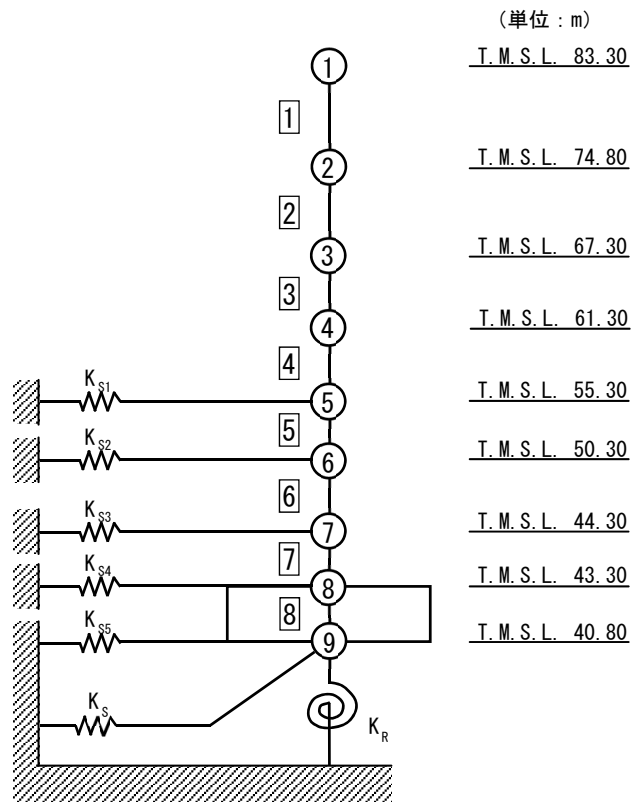 (単位：m)
① T.M.S.L. 83.30
1
② T.M.S.L. 74.80
2
③ T.M.S.L. 67.30
3
④ T.M.S.L. 61.30
4
K_S1 ⑤ T.M.S.L. 55.30
5
K_S2 ⑥ T.M.S.L. 50.30
6
K_S3 ⑦ T.M.S.L. 44.30
7
K_S4 ⑧ T.M.S.L. 43.30
8
K_S5 ⑨ T.M.S.L. 40.80
K_S
K_R